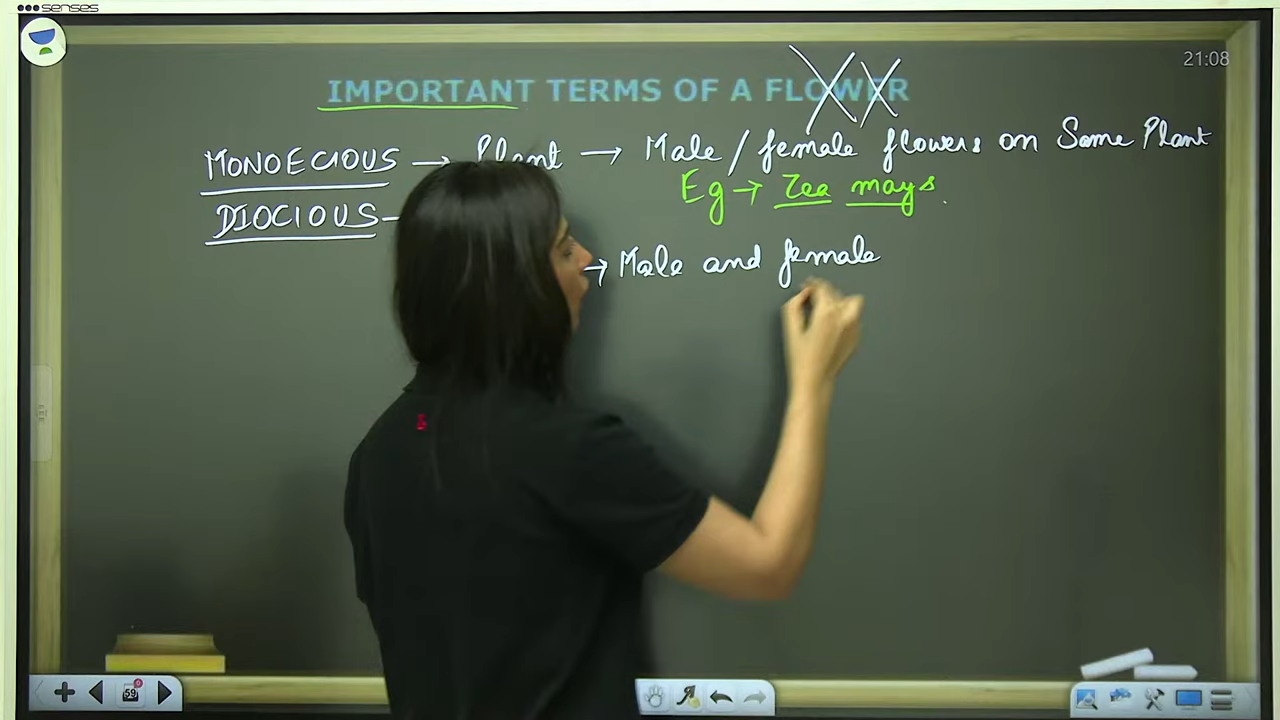 senses
21:08
IMPORTANT TERMS OF A FLOWER
MONOECIOUS → Plant → Male / female flowers on Same Plant
Eg → Zea mays.
DIOCIOUS -
→ Male and female
59